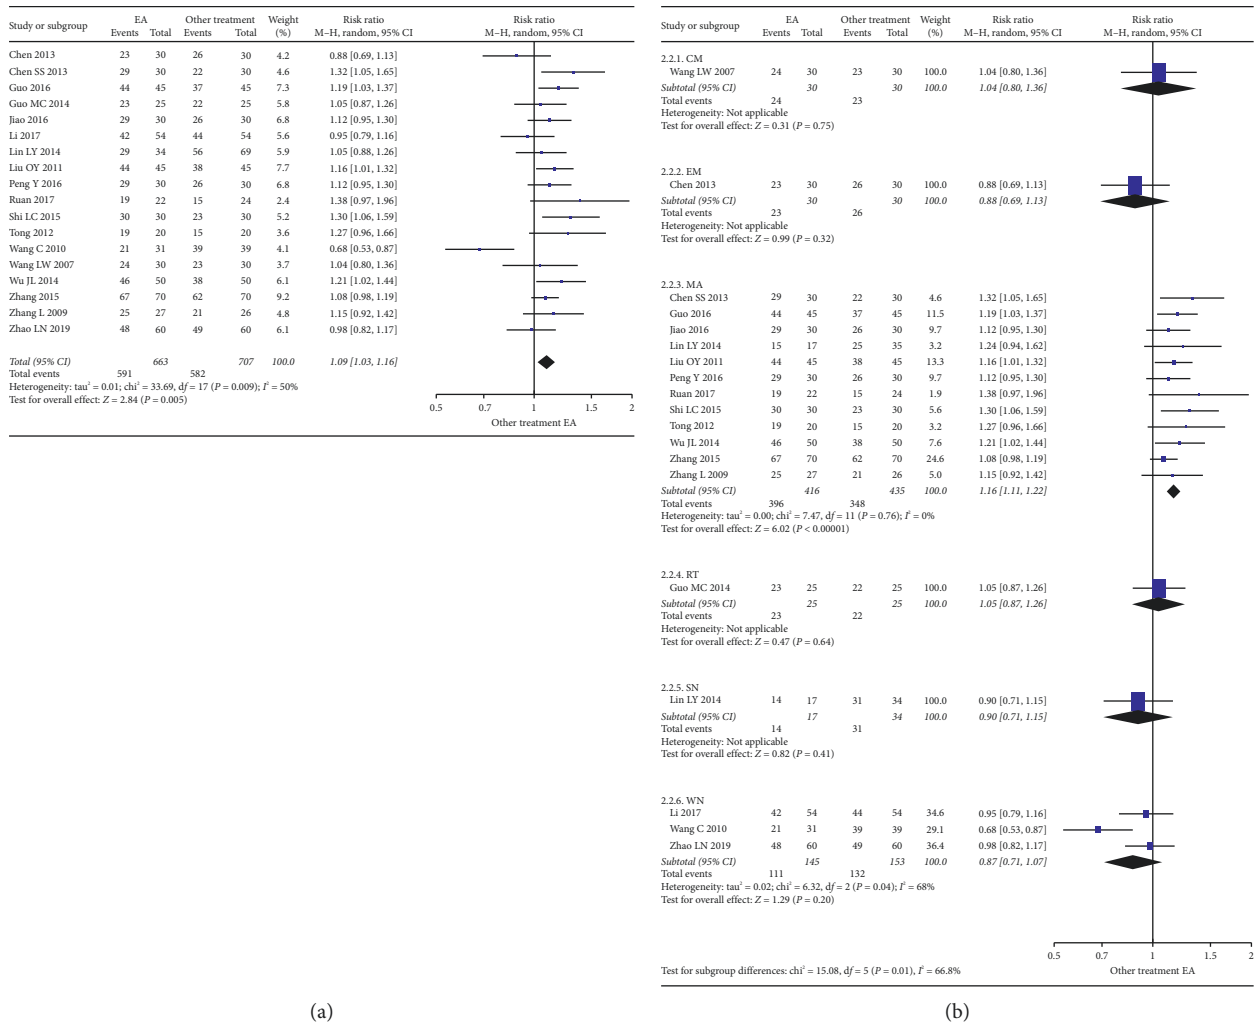 Study or subgroup EA Other treatment Weight Risk ratio Risk ratio
Events Total Events Total (%) M–H, random, 95% CI M–H, random, 95% CI
Chen 2013 23 30 26 30 4.2 0.88 [0.69, 1.13]
Chen SS 2013 29 30 22 30 4.6 1.32 [1.05, 1.65]
Guo 2016 44 45 37 45 7.3 1.19 [1.03, 1.37]
Guo MC 2014 23 25 22 25 5.8 1.05 [0.87, 1.26]
Jiao 2016 29 30 26 30 6.8 1.12 [0.95, 1.30]
Li 2017 42 54 44 54 5.6 0.95 [0.79, 1.16]
Lin LY 2014 29 34 56 69 5.9 1.05 [0.88, 1.26]
Liu OY 2011 44 45 38 45 7.7 1.16 [1.01, 1.32]
Peng Y 2016 29 30 26 30 6.8 1.12 [0.95, 1.30]
Ruan 2017 19 22 15 24 2.4 1.38 [0.97, 1.96]
Shi LC 2015 30 30 23 30 5.2 1.30 [1.06, 1.59]
Tong 2012 19 20 15 20 3.6 1.27 [0.96, 1.66]
Wang C 2010 21 31 39 39 4.1 0.68 [0.53, 0.87]
Wang LW 2007 24 30 23 30 3.7 1.04 [0.80, 1.36]
Wu JL 2014 46 50 38 50 6.1 1.21 [1.02, 1.44]
Zhang 2015 67 70 62 70 9.2 1.08 [0.98, 1.19]
Zhang L 2009 25 27 21 26 4.8 1.15 [0.92, 1.42]
Zhao LN 2019 48 60 49 60 6.1 0.98 [0.82, 1.17]
Total (95% CI) 663 707 100.0 1.09 [1.03, 1.16]
Total events 591 582
Heterogeneity: tau² = 0.01; chi² = 33.69, df = 17 (P = 0.009); I² = 50%
Test for overall effect: Z = 2.84 (P = 0.005)
0.5 0.7 1 1.5 2
Other treatment EA
(a)
Study or subgroup EA Other treatment Weight Risk ratio Risk ratio
Events Total Events Total (%) M–H, random, 95% CI M–H, random, 95% CI
2.2.1. CM
Wang LW 2007 24 30 23 30 100.0 1.04 [0.80, 1.36]
Subtotal (95% CI) 30 30 100.0 1.04 [0.80, 1.36]
Total events 24 23
Heterogeneity: Not applicable
Test for overall effect: Z = 0.31 (P = 0.75)
2.2.2. EM
Chen 2013 23 30 26 30 100.0 0.88 [0.69, 1.13]
Subtotal (95% CI) 30 30 100.0 0.88 [0.69, 1.13]
Total events 23 26
Heterogeneity: Not applicable
Test for overall effect: Z = 0.99 (P = 0.32)
2.2.3. MA
Chen SS 2013 29 30 22 30 4.6 1.32 [1.05, 1.65]
Guo 2016 44 45 37 45 11.5 1.19 [1.03, 1.37]
Jiao 2016 29 30 26 30 9.7 1.12 [0.95, 1.30]
Lin LY 2014 15 17 25 35 3.2 1.24 [0.94, 1.62]
Liu OY 2011 44 45 38 45 13.3 1.16 [1.01, 1.32]
Peng Y 2016 29 30 26 30 9.7 1.12 [0.95, 1.30]
Ruan 2017 19 22 15 24 1.9 1.38 [0.97, 1.96]
Shi LC 2015 30 30 23 30 5.6 1.30 [1.06, 1.59]
Tong 2012 19 20 15 20 3.2 1.27 [0.96, 1.66]
Wu JL 2014 46 50 38 50 7.6 1.21 [1.02, 1.44]
Zhang 2015 67 70 62 70 24.6 1.08 [0.98, 1.19]
Zhang L 2009 25 27 21 26 5.0 1.15 [0.92, 1.42]
Subtotal (95% CI) 416 435 100.0 1.16 [1.11, 1.22]
Total events 396 348
Heterogeneity: tau² = 0.00; chi² = 7.47, df = 11 (P = 0.76); I² = 0%
Test for overall effect: Z = 6.02 (P < 0.00001)
2.2.4. RT
Guo MC 2014 23 25 22 25 100.0 1.05 [0.87, 1.26]
Subtotal (95% CI) 25 25 100.0 1.05 [0.87, 1.26]
Total events 23 22
Heterogeneity: Not applicable
Test for overall effect: Z = 0.47 (P = 0.64)
2.2.5. SN
Lin LY 2014 14 17 31 34 100.0 0.90 [0.71, 1.15]
Subtotal (95% CI) 17 34 100.0 0.90 [0.71, 1.15]
Total events 14 31
Heterogeneity: Not applicable
Test for overall effect: Z = 0.82 (P = 0.41)
2.2.6. WN
Li 2017 42 54 44 54 34.6 0.95 [0.79, 1.16]
Wang C 2010 21 31 39 39 29.1 0.68 [0.53, 0.87]
Zhao LN 2019 48 60 49 60 36.4 0.98 [0.82, 1.17]
Subtotal (95% CI) 145 153 100.0 0.87 [0.71, 1.07]
Total events 111 132
Heterogeneity: tau² = 0.02; chi² = 6.32, df = 2 (P = 0.04); I² = 68%
Test for overall effect: Z = 1.29 (P = 0.20)
0.5 0.7 1 1.5 2
Test for subgroup differences: chi² = 15.08, df = 5 (P = 0.01), I² = 66.8% Other treatment EA
(b)